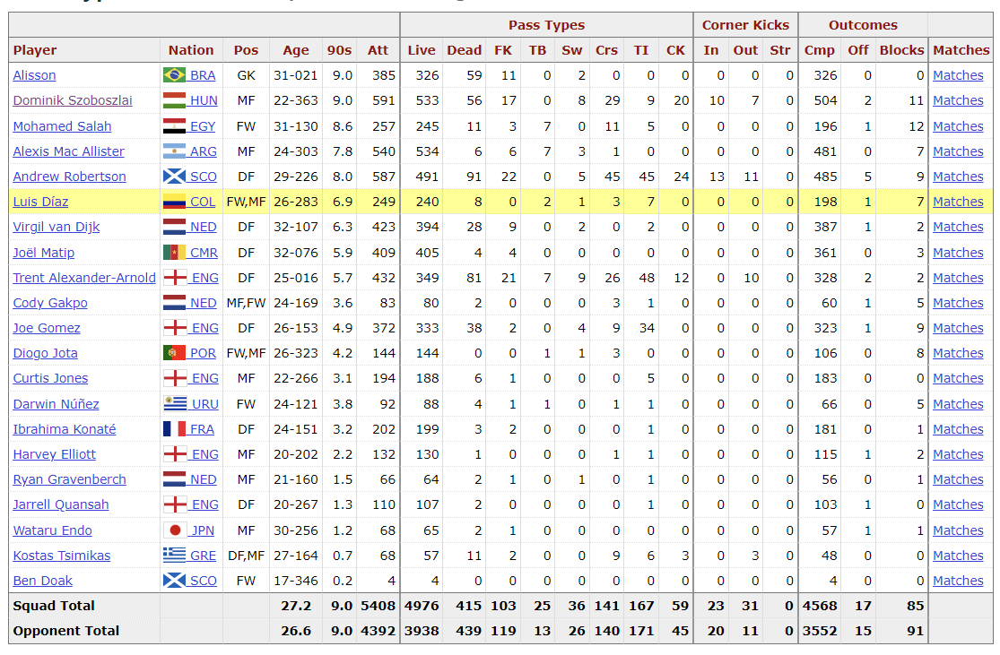 Pass Types Corner Kicks Outcomes
Player Nation Pos Age 90s Att Live Dead FK TB Sw Crs TI CK In Out Str Cmp Off Blocks Matches
Alisson BRA GK 31-021 9.0 385 326 59 11 0 2 0 0 0 0 0 0 326 0 0 Matches
Dominik Szoboszlai HUN MF 22-363 9.0 591 533 56 17 0 8 29 9 20 10 7 0 504 2 11 Matches
Mohamed Salah EGY FW 31-130 8.6 257 245 11 3 7 0 11 5 0 0 0 0 196 1 12 Matches
Alexis Mac Allister ARG MF 24-303 7.8 540 534 6 6 7 3 1 0 0 0 0 0 481 0 7 Matches
Andrew Robertson SCO DF 29-226 8.0 587 491 91 22 0 5 45 45 24 13 11 0 485 5 9 Matches
Luis Díaz COL FW,MF 26-283 6.9 249 240 8 0 2 1 3 7 0 0 0 0 198 1 7 Matches
Virgil van Dijk NED DF 32-107 6.3 423 394 28 9 0 2 0 2 0 0 0 0 387 1 2 Matches
Joël Matip CMR DF 32-076 5.9 409 405 4 4 0 0 0 0 0 0 0 0 361 0 3 Matches
Trent Alexander-Arnold ENG DF 25-016 5.7 432 349 81 21 7 9 26 48 12 0 10 0 328 2 2 Matches
Cody Gakpo NED MF,FW 24-169 3.6 83 80 2 0 0 0 3 1 0 0 0 0 60 1 5 Matches
Joe Gomez ENG DF 26-153 4.9 372 333 38 2 0 4 9 34 0 0 0 0 323 1 9 Matches
Diogo Jota POR FW,MF 26-323 4.2 144 144 0 0 1 1 3 0 0 0 0 0 106 0 8 Matches
Curtis Jones ENG MF 22-266 3.1 194 188 6 1 0 0 0 5 0 0 0 0 183 0 0 Matches
Darwin Núñez URU FW 24-121 3.8 92 88 4 1 1 0 1 1 0 0 0 0 66 0 5 Matches
Ibrahima Konaté FRA DF 24-151 3.2 202 199 3 2 0 0 0 1 0 0 0 0 181 0 1 Matches
Harvey Elliott ENG MF 20-202 2.2 132 130 1 0 0 0 1 1 0 0 0 0 115 1 2 Matches
Ryan Gravenberch NED MF 21-160 1.5 66 64 2 1 0 1 0 1 0 0 0 0 56 0 1 Matches
Jarrell Quansah ENG DF 20-267 1.3 110 107 2 0 0 0 0 1 0 0 0 0 103 1 0 Matches
Wataru Endo JPN MF 30-256 1.2 68 65 2 1 0 0 0 0 0 0 0 0 57 1 1 Matches
Kostas Tsimikas GRE DF,MF 27-164 0.7 68 57 11 2 0 0 9 6 3 0 3 0 48 0 0 Matches
Ben Doak SCO FW 17-346 0.2 4 4 0 0 0 0 0 0 0 0 0 0 4 0 0 Matches
Squad Total 27.2 9.0 5408 4976 415 103 25 36 141 167 59 23 31 0 4568 17 85
Opponent Total 26.6 9.0 4392 3938 439 119 13 26 140 171 45 20 11 0 3552 15 91